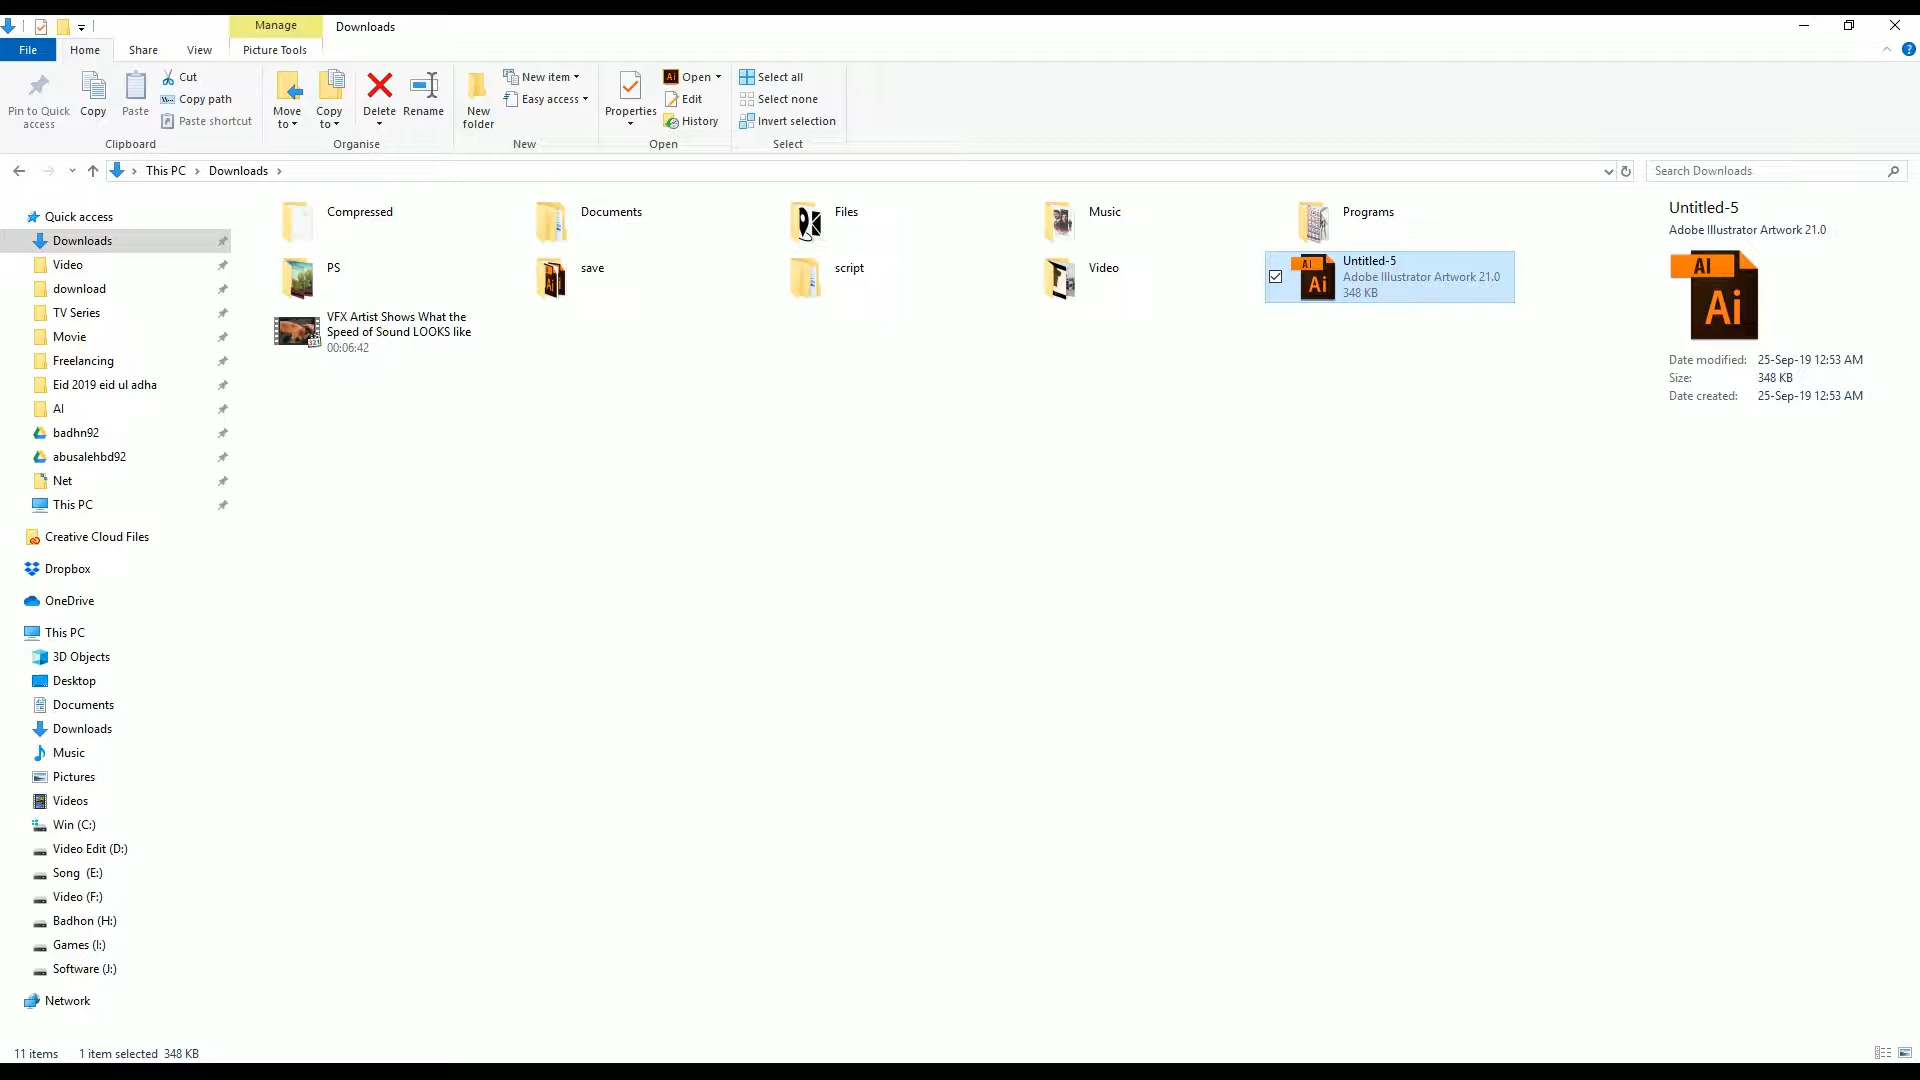 Manage
Downloads
File
Home
Share
View
Picture Tools
Pin to Quick
access
Copy
Paste
Cut
Copy path
Paste shortcut
Clipboard
Move
to
Copy
to
Delete
Rename
Organise
New
folder
New item
Easy access
New
Properties
Ai
Open
Edit
History
Open
Select all
Select none
Invert selection
Select
This PC
Downloads
Search Downloads
Quick access
Downloads
Video
download
TV Series
Movie
Freelancing
Eid 2019 eid ul adha
AI
badhn92
abusalehbd92
Net
This PC
Creative Cloud Files
Dropbox
OneDrive
This PC
3D Objects
Desktop
Documents
Downloads
Music
Pictures
Videos
Win (C:)
Video Edit (D:)
Song  (E:)
Video (F:)
Badhon (H:)
Games (I:)
Software (J:)
Network
Compressed
Documents
Files
Music
Programs
PS
save
script
Video
AI
Ai
Untitled-5
Adobe Illustrator Artwork 21.0
348 KB
VFX Artist Shows What the
Speed of Sound LOOKS like
00:06:42
321
Untitled-5
Adobe Illustrator Artwork 21.0
AI
Ai
Date modified: 25-Sep-19 12:53 AM
Size: 348 KB
Date created: 25-Sep-19 12:53 AM
11 items
1 item selected  348 KB